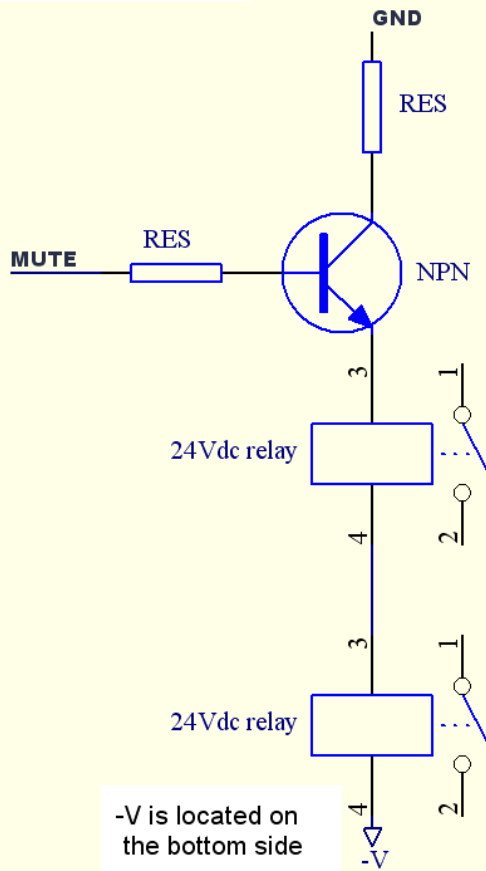 GND
RES
RES
MUTE
NPN
3
1
24Vdc relay
4
2
3
1
24Vdc relay
4
2
-V is located on
the bottom side
-V